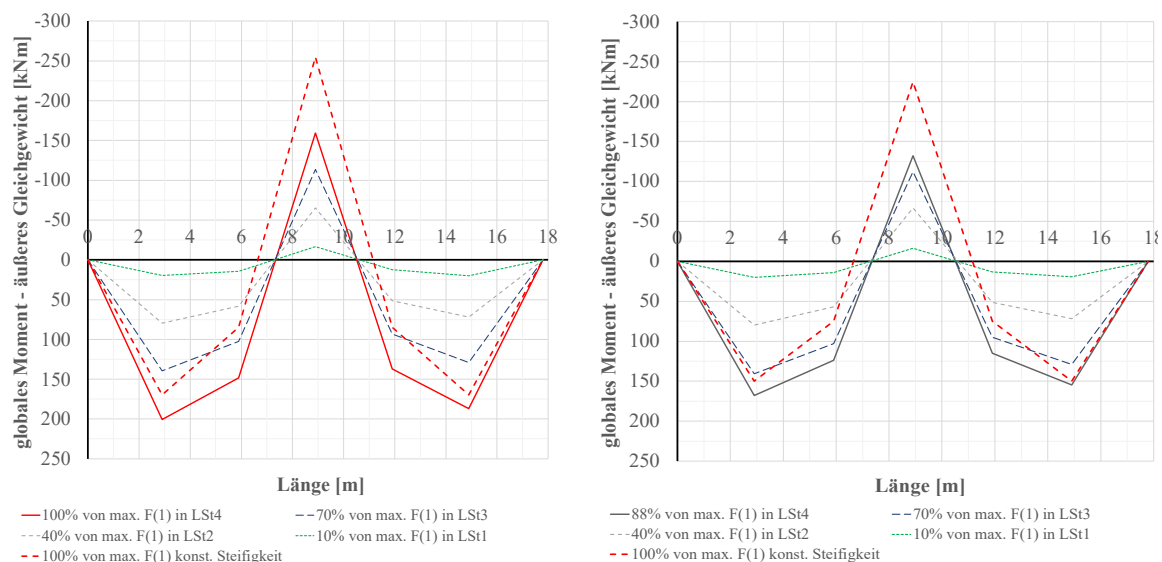 globales Moment - äußeres Gleichgewicht [kNm]
-300
-250
-200
-150
-100
-50
0
50
100
150
200
250
0 2 4 6 8 10 12 14 16 18
Länge [m]
100% von max. F(1) in LSt4
70% von max. F(1) in LSt3
40% von max. F(1) in LSt2
10% von max. F(1) in LSt1
100% von max. F(1) konst. Steifigkeit
globales Moment - äußeres Gleichgewicht [kNm]
-300
-250
-200
-150
-100
-50
0
50
100
150
200
250
0 2 4 6 8 10 12 14 16 18
Länge [m]
88% von max. F(1) in LSt4
70% von max. F(1) in LSt3
40% von max. F(1) in LSt2
10% von max. F(1) in LSt1
100% von max. F(1) konst. Steifigkeit